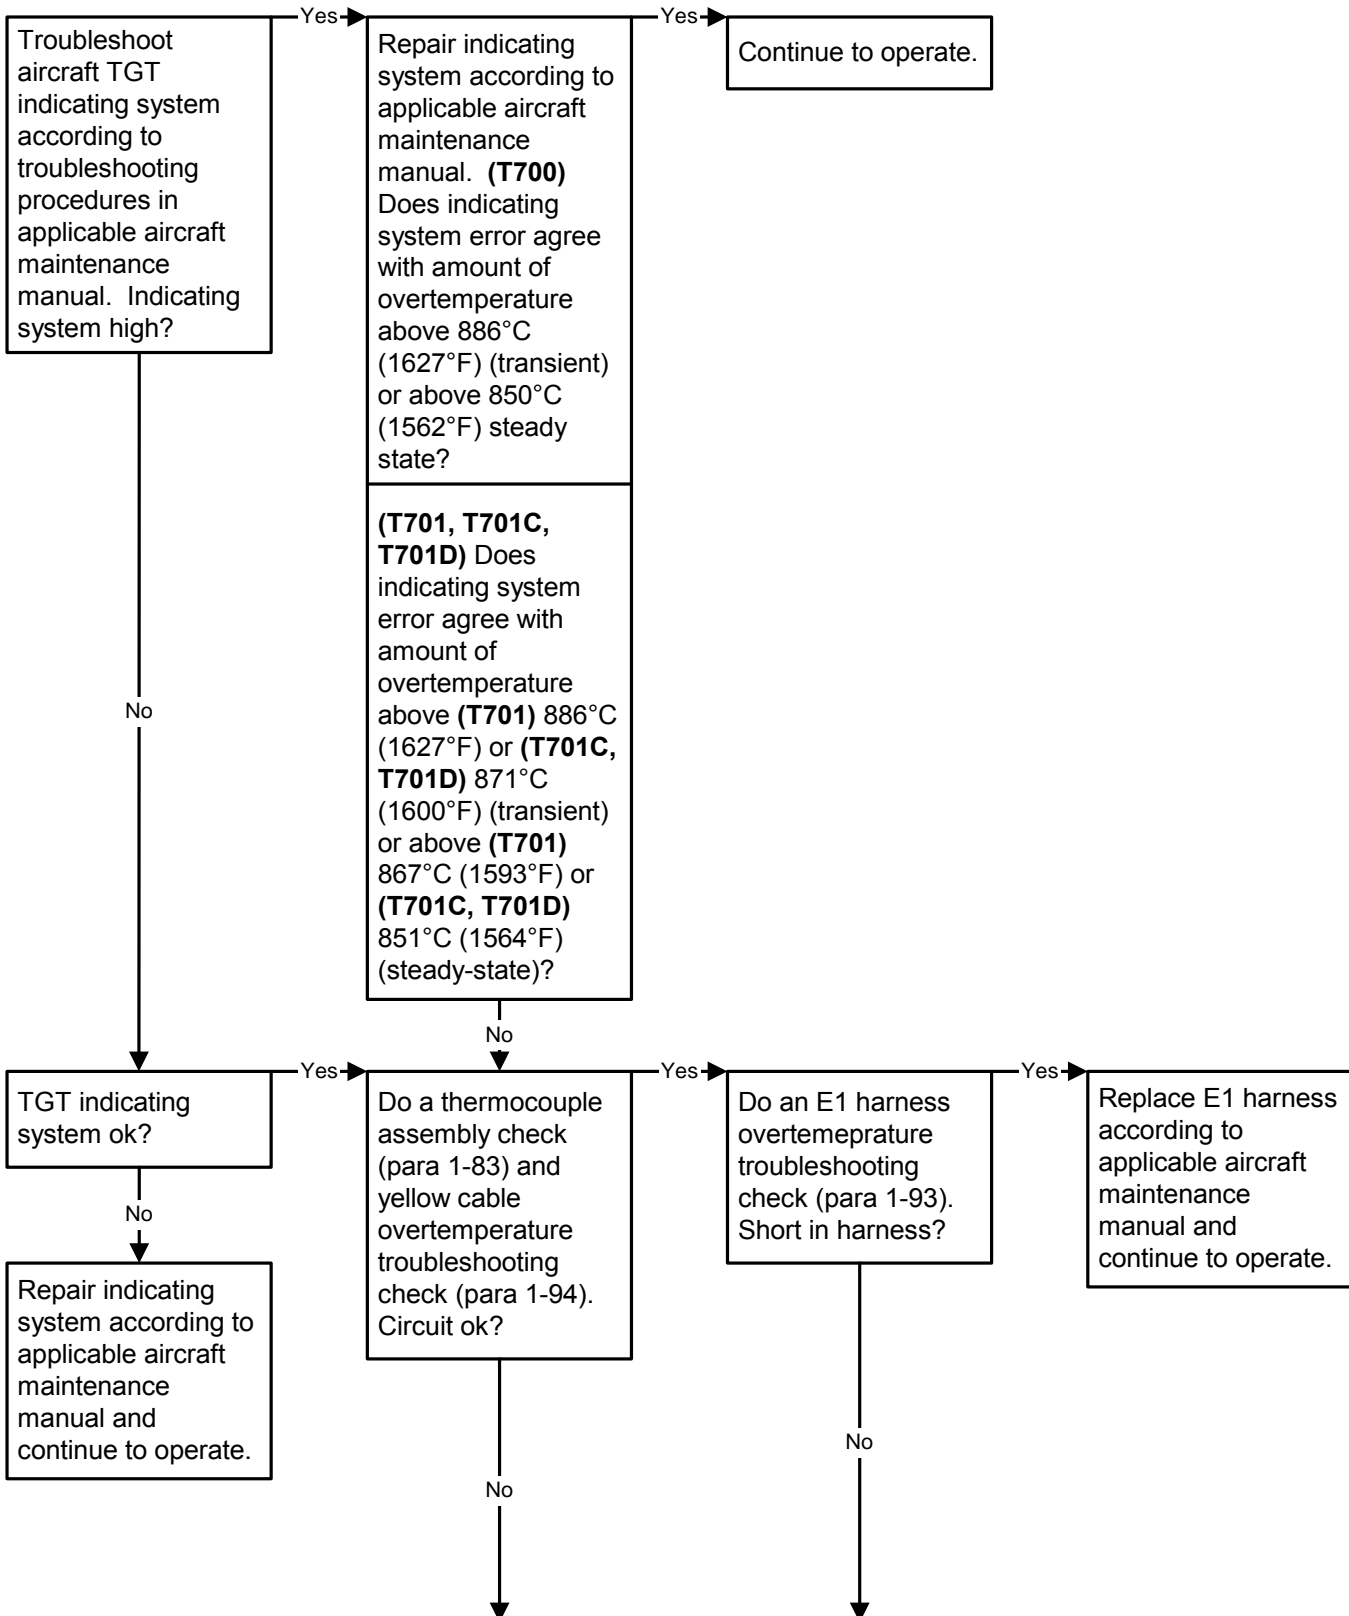 Yes
Yes
Troubleshoot
aircraft TGT
indicating system
according to
troubleshooting
procedures in
applicable aircraft
maintenance
manual. Indicating
system high?
Repair indicating
system according to
applicable aircraft
maintenance
manual. (T700)
Does indicating
system error agree
with amount of
overtemperature
above 886°C
(1627°F) (transient)
or above 850°C
(1562°F) steady
state?
Continue to operate.
(T701, T701C,
T701D) Does
indicating system
error agree with
amount of
overtemperature
above (T701) 886°C
(1627°F) or (T701C,
T701D) 871°C
(1600°F) (transient)
or above (T701)
867°C (1593°F) or
(T701C, T701D)
851°C (1564°F)
(steady-state)?
No
No
Yes
Yes
Yes
TGT indicating
system ok?
Do a thermocouple
assembly check
(para 1-83) and
yellow cable
overtemperature
troubleshooting
check (para 1-94).
Circuit ok?
Do an E1 harness
overtemeprature
troubleshooting
check (para 1-93).
Short in harness?
Replace E1 harness
according to
applicable aircraft
maintenance
manual and
continue to operate.
No
Repair indicating
system according to
applicable aircraft
maintenance
manual and
continue to operate.
No
No